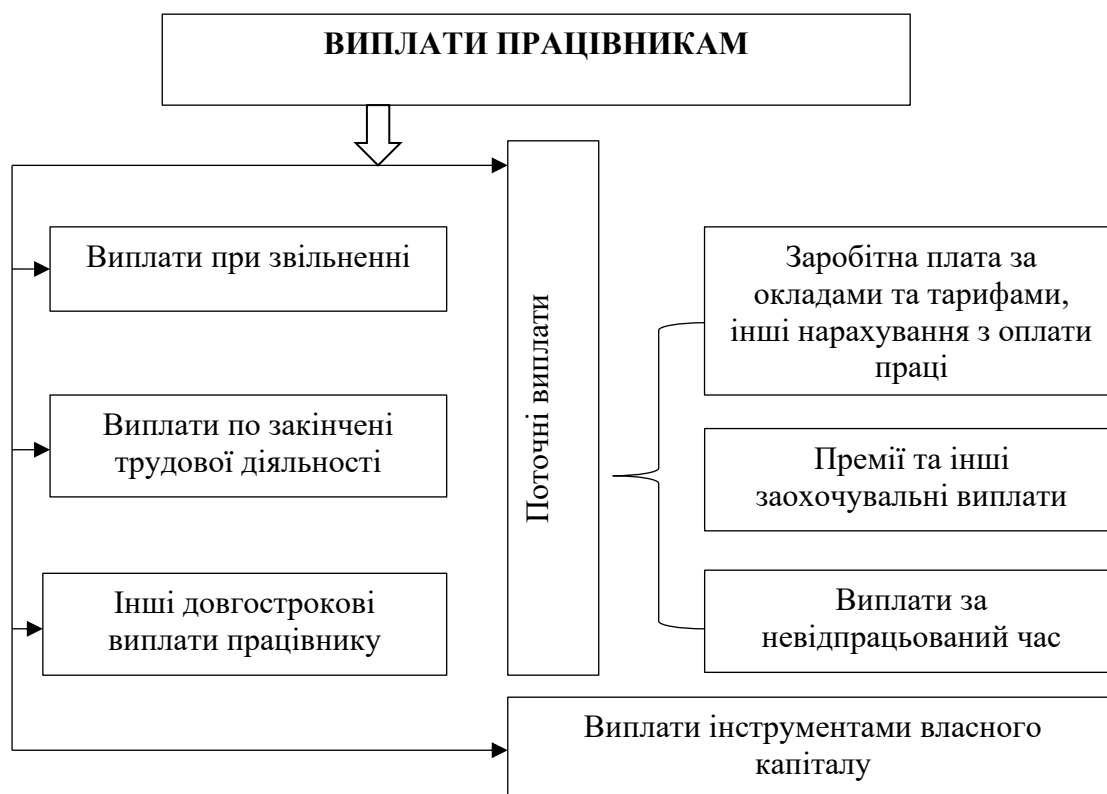 ВИПЛАТИ ПРАЦІВНИКАМ
Виплати при звільненні
Виплати по закінчені
трудової діяльності
Інші довгострокові
виплати працівнику
Поточні виплати
Заробітна плата за
окладами та тарифами,
інші нарахування з оплати
праці
Премії та інші
заохочувальні виплати
Виплати за
невідпрацьований час
Виплати інструментами власного
капіталу